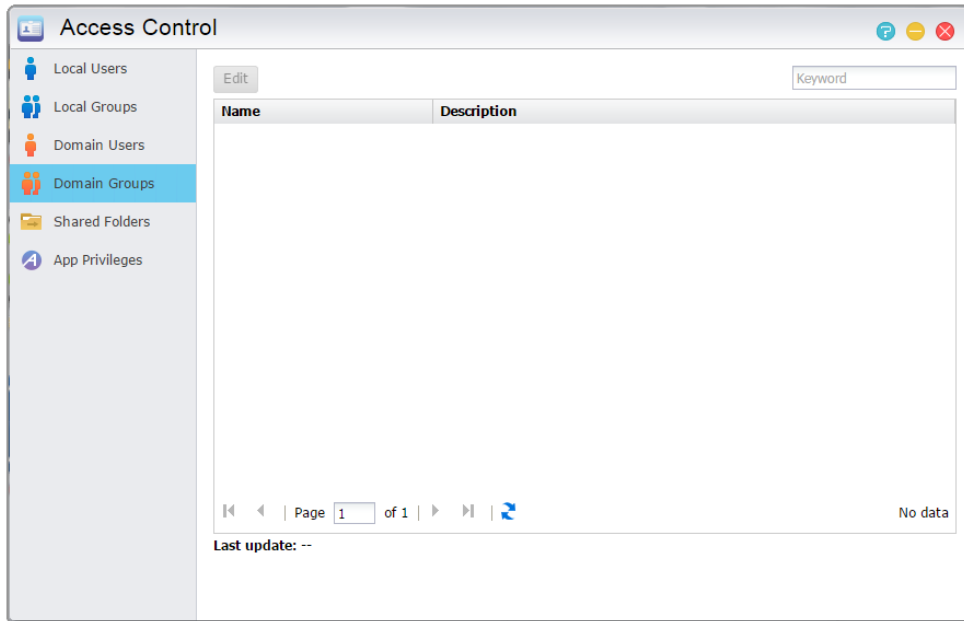 Access Control
Local Users
Local Groups
Domain Users
Domain Groups
Shared Folders
App Privileges
Edit
Keyword
Name Description
Page 1 of 1
No data
Last update: --